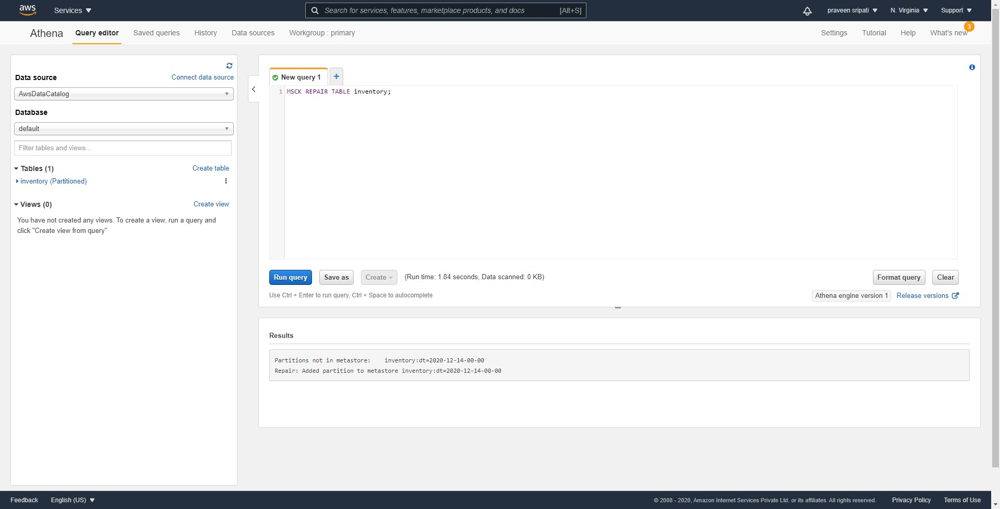 aws
Services
Search for services, features, marketplace products, and docs [Alt+S]
praveen sripati
N. Virginia
Support
Athena
Query editor
Saved queries
History
Data sources
Workgroup : primary
Settings
Tutorial
Help
What's new
3
Data source
Connect data source
AwsDataCatalog
Database
default
Filter tables and views...
Tables (1)
Create table
inventory (Partitioned)
Views (0)
Create view
You have not created any views. To create a view, run a query and
click "Create view from query"
New query 1
+
1 MSCK REPAIR TABLE inventory;
Run query
Save as
Create
(Run time: 1.84 seconds, Data scanned: 0 KB)
Format query
Clear
Use Ctrl + Enter to run query, Ctrl + Space to autocomplete
Athena engine version 1
Release versions
Results
Partitions not in metastore: inventory:dt=2020-12-14-00-00
Repair: Added partition to metastore inventory:dt=2020-12-14-00-00
Feedback
English (US)
© 2008 - 2020, Amazon Internet Services Private Ltd. or its affiliates. All rights reserved.
Privacy Policy
Terms of Use